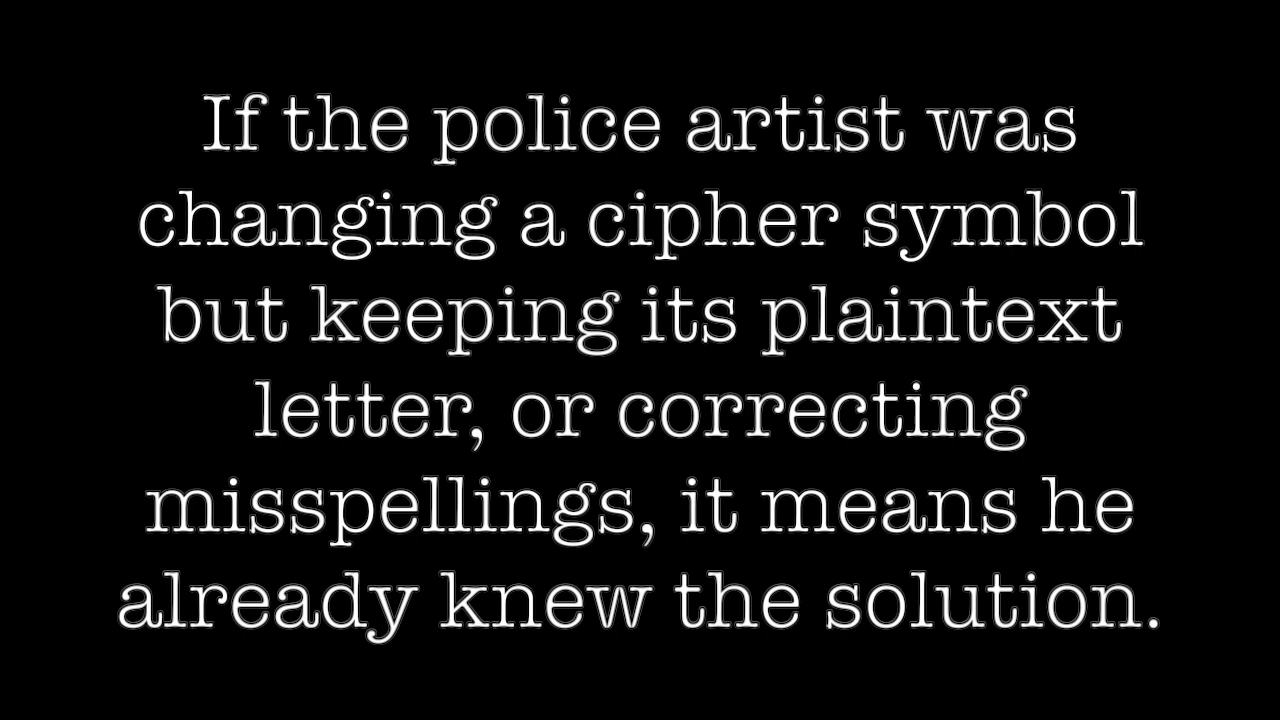 If the police artist was
changing a cipher symbol
but keeping its plaintext
letter, or correcting
misspellings, it means he
already knew the solution.